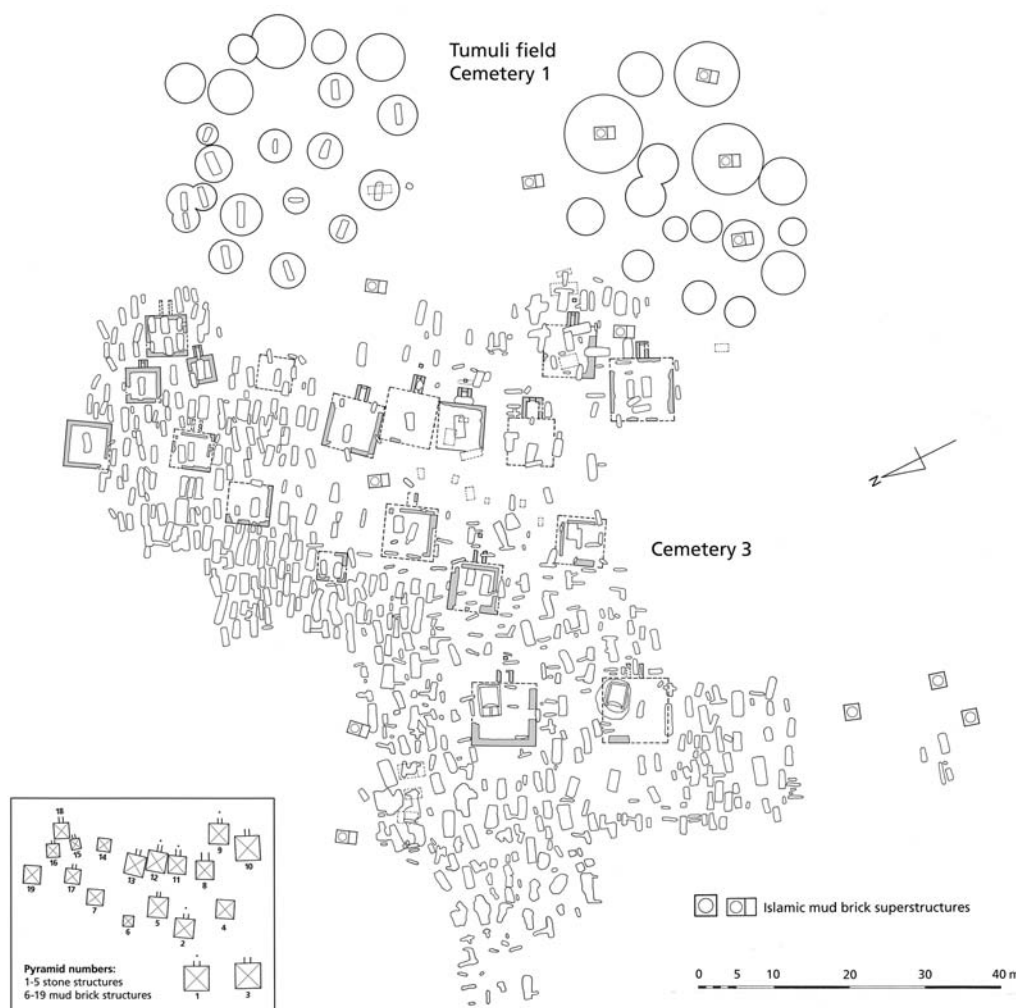 Tumuli field
Cemetery 1
N
Cemetery 3
18
9
10
16
15
14
19
17
13
12
11
8
7
6
5
2
4
1
3
Pyramid numbers:
1-5 stone structures
6-19 mud brick structures
Islamic mud brick superstructures
0 5 10 20 30 40 m